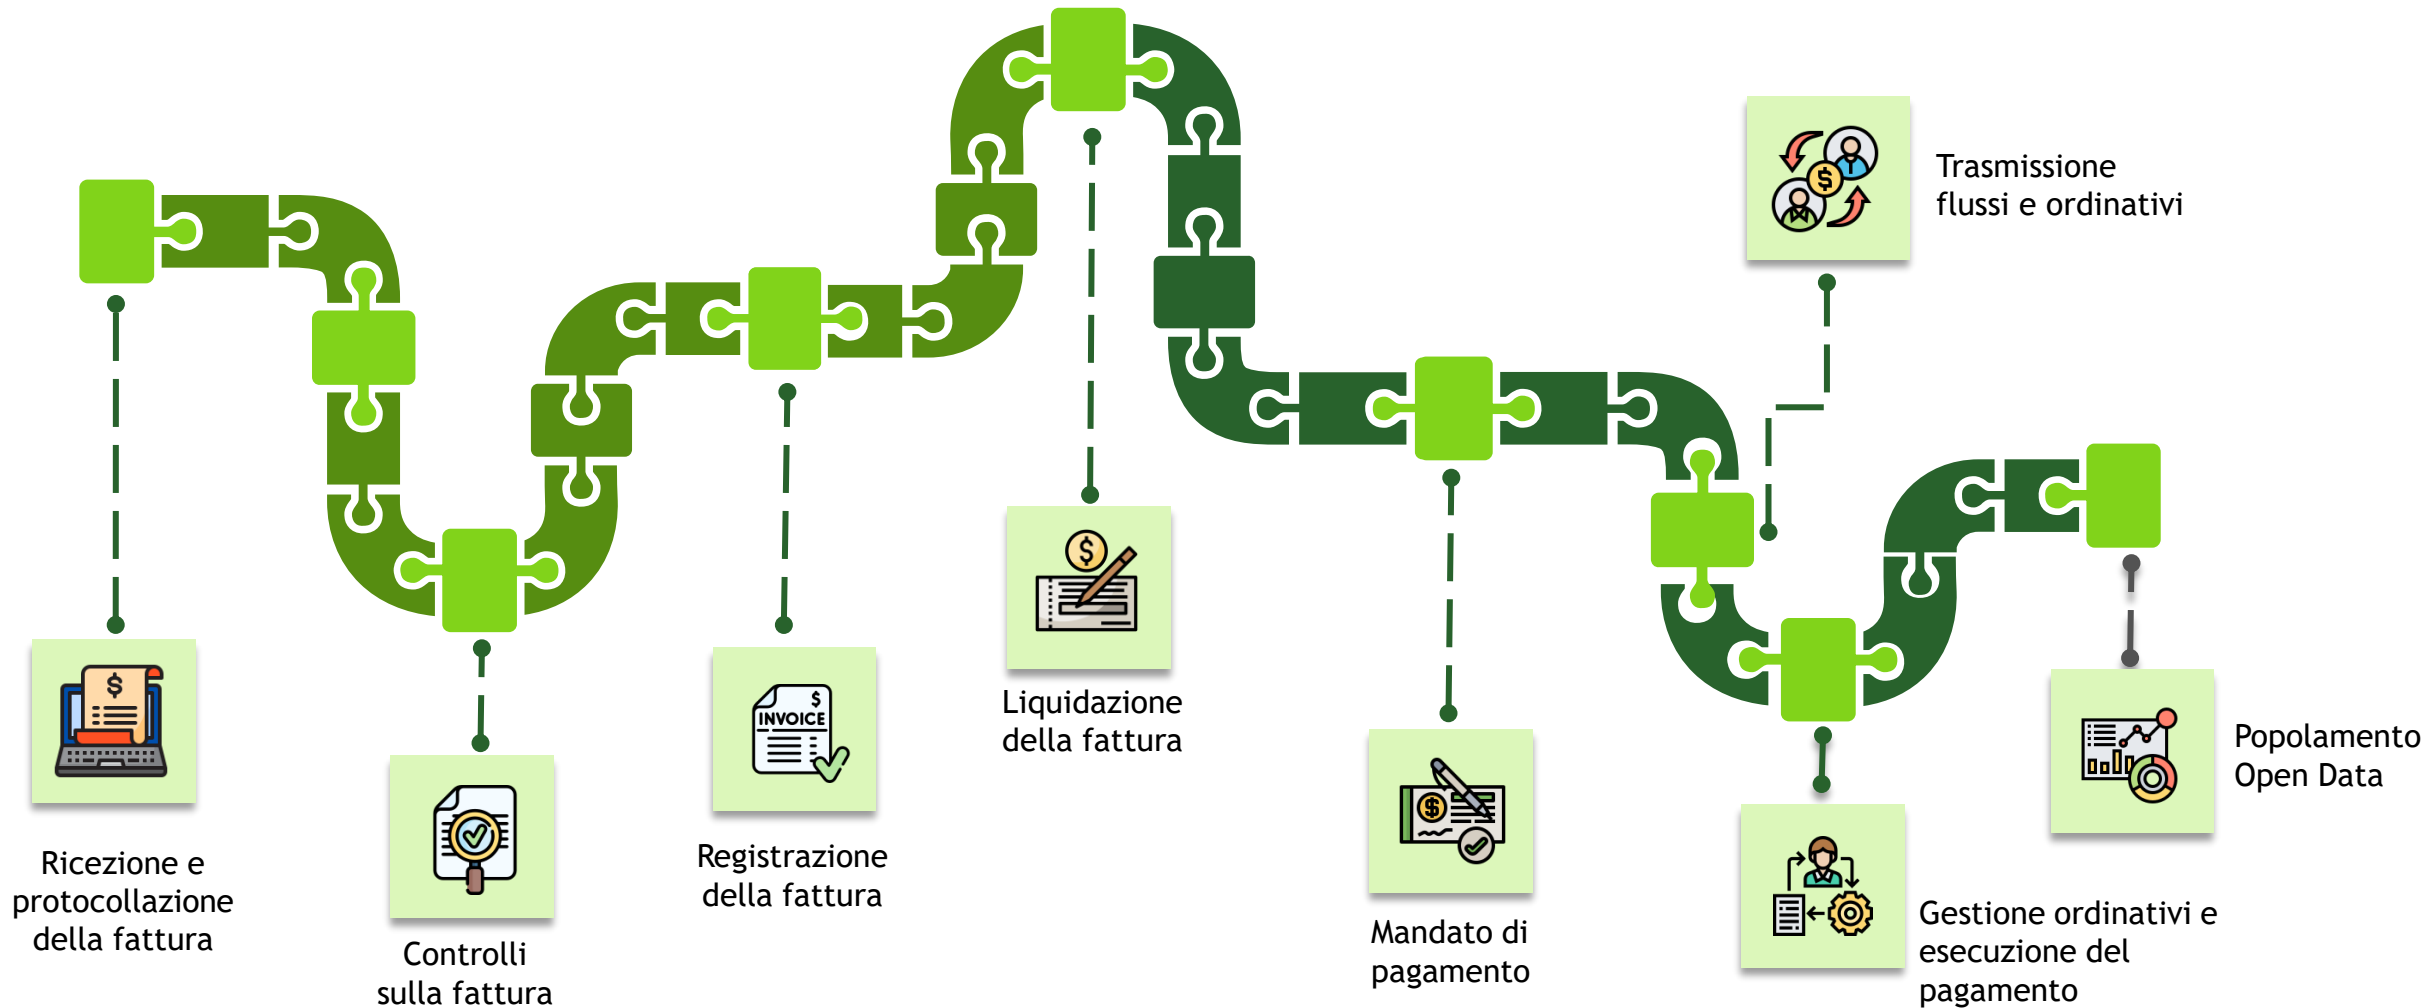 Ricezione e
protocollazione
della fattura
Controlli
sulla fattura
$
INVOICE
Registrazione
della fattura
Liquidazione
della fattura
Mandato di
pagamento
Trasmissione
flussi e ordinativi
Gestione ordinativi e
esecuzione del
pagamento
Popolamento
Open Data